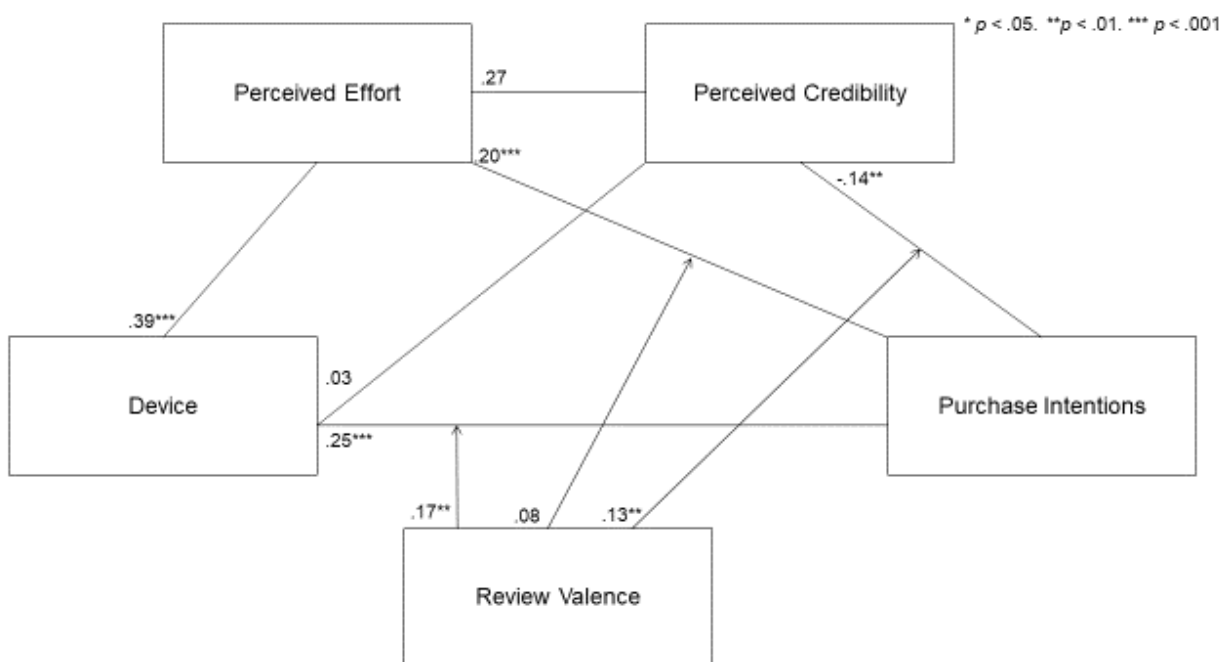 * p < .05. **p < .01. *** p < .001
Perceived Effort
.27
Perceived Credibility
.20***
-.14**
.39***
Device
.03
.25***
Purchase Intentions
.17**
.08
.13**
Review Valence